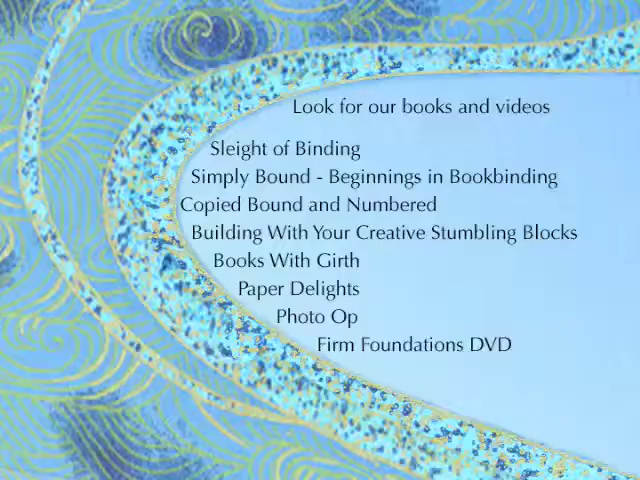 Look for our books and videos
Sleight of Binding
Simply Bound - Beginnings in Bookbinding
Copied Bound and Numbered
Building With Your Creative Stumbling Blocks
Books With Girth
Paper Delights
Photo Op
Firm Foundations DVD